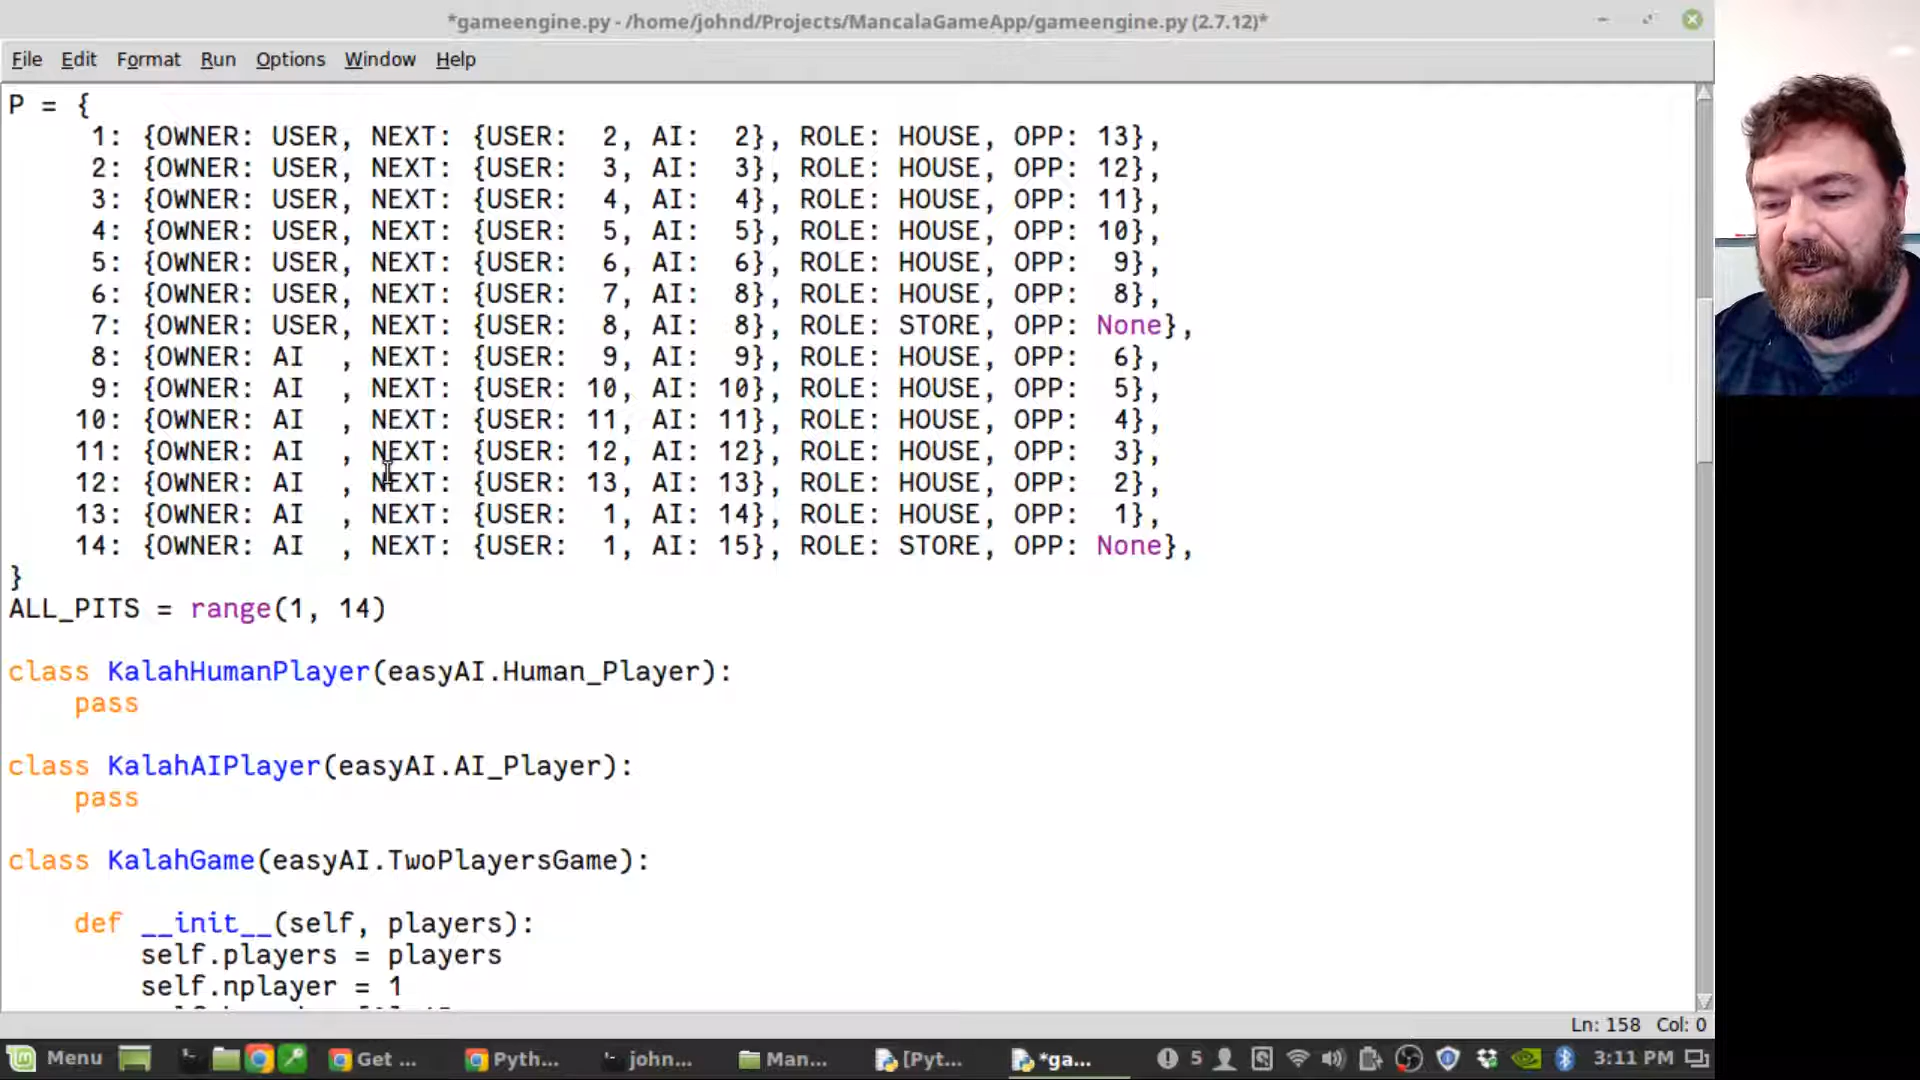 *gameengine.py - /home/johnd/Projects/MancalaGameApp/gameengine.py (2.7.12)*
File Edit Format Run Options Window Help
P = {
     1: {OWNER: USER, NEXT: {USER:  2, AI:  2}, ROLE: HOUSE, OPP: 13},
     2: {OWNER: USER, NEXT: {USER:  3, AI:  3}, ROLE: HOUSE, OPP: 12},
     3: {OWNER: USER, NEXT: {USER:  4, AI:  4}, ROLE: HOUSE, OPP: 11},
     4: {OWNER: USER, NEXT: {USER:  5, AI:  5}, ROLE: HOUSE, OPP: 10},
     5: {OWNER: USER, NEXT: {USER:  6, AI:  6}, ROLE: HOUSE, OPP:  9},
     6: {OWNER: USER, NEXT: {USER:  7, AI:  8}, ROLE: HOUSE, OPP:  8},
     7: {OWNER: USER, NEXT: {USER:  8, AI:  8}, ROLE: STORE, OPP: None},
     8: {OWNER: AI  , NEXT: {USER:  9, AI:  9}, ROLE: HOUSE, OPP:  6},
     9: {OWNER: AI  , NEXT: {USER: 10, AI: 10}, ROLE: HOUSE, OPP:  5},
    10: {OWNER: AI  , NEXT: {USER: 11, AI: 11}, ROLE: HOUSE, OPP:  4},
    11: {OWNER: AI  , NEXT: {USER: 12, AI: 12}, ROLE: HOUSE, OPP:  3},
    12: {OWNER: AI  , NEXT: {USER: 13, AI: 13}, ROLE: HOUSE, OPP:  2},
    13: {OWNER: AI  , NEXT: {USER:  1, AI: 14}, ROLE: HOUSE, OPP:  1},
    14: {OWNER: AI  , NEXT: {USER:  1, AI: 15}, ROLE: STORE, OPP: None},
}
ALL_PITS = range(1, 14)
class KalahHumanPlayer(easyAI.Human_Player):
    pass
class KalahAIPlayer(easyAI.AI_Player):
    pass
class KalahGame(easyAI.TwoPlayersGame):
    def __init__(self, players):
        self.players = players
        self.nplayer = 1
Ln: 158 Col: 0
Menu Get ... Pyth... john... Man... [Pyt... *ga... 5 3:11 PM